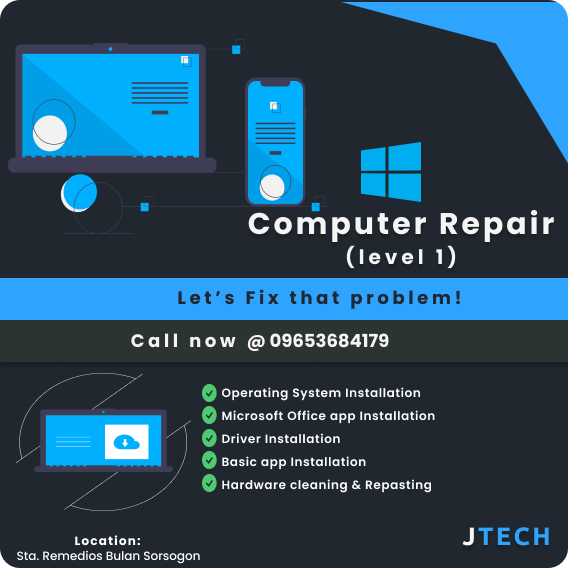 Computer Repair
(level 1)
Let's Fix that problem!
Call now @ 09653684179
Operating System Installation
Microsoft Office app Installation
Driver Installation
Basic app Installation
Hardware cleaning & Repasting
Location:
Sta. Remedios Bulan Sorsogon
JTECH